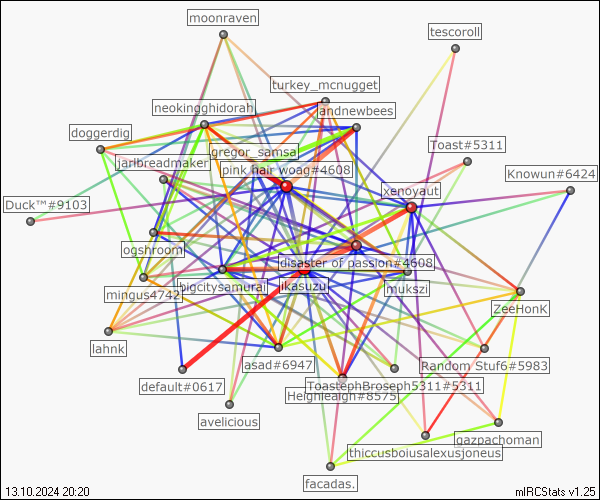 moonraven
tescoroll
turkey_mcnugget
neokingghidorah
andnewbees
doggerdig
gregor_samsa
Toast#5311
jarlbreadmaker
pink hair woag#4608
Knowun#6424
xenoyaut
Duck™#9103
ogshroom
disaster of passion#4608
bigcitysamurai
ikasuzu
mukszi
mingus4742
ZeeHonK
lahnk
asad#6947
Random Stuf6#5983
default#0617
ToastephBroseph5311#5311
Heighleaigh#8575
avelicious
gazpachoman
thiccusboiusalexusjoneus
facadas.
13.10.2024 20:20
mIRCStats v1.25